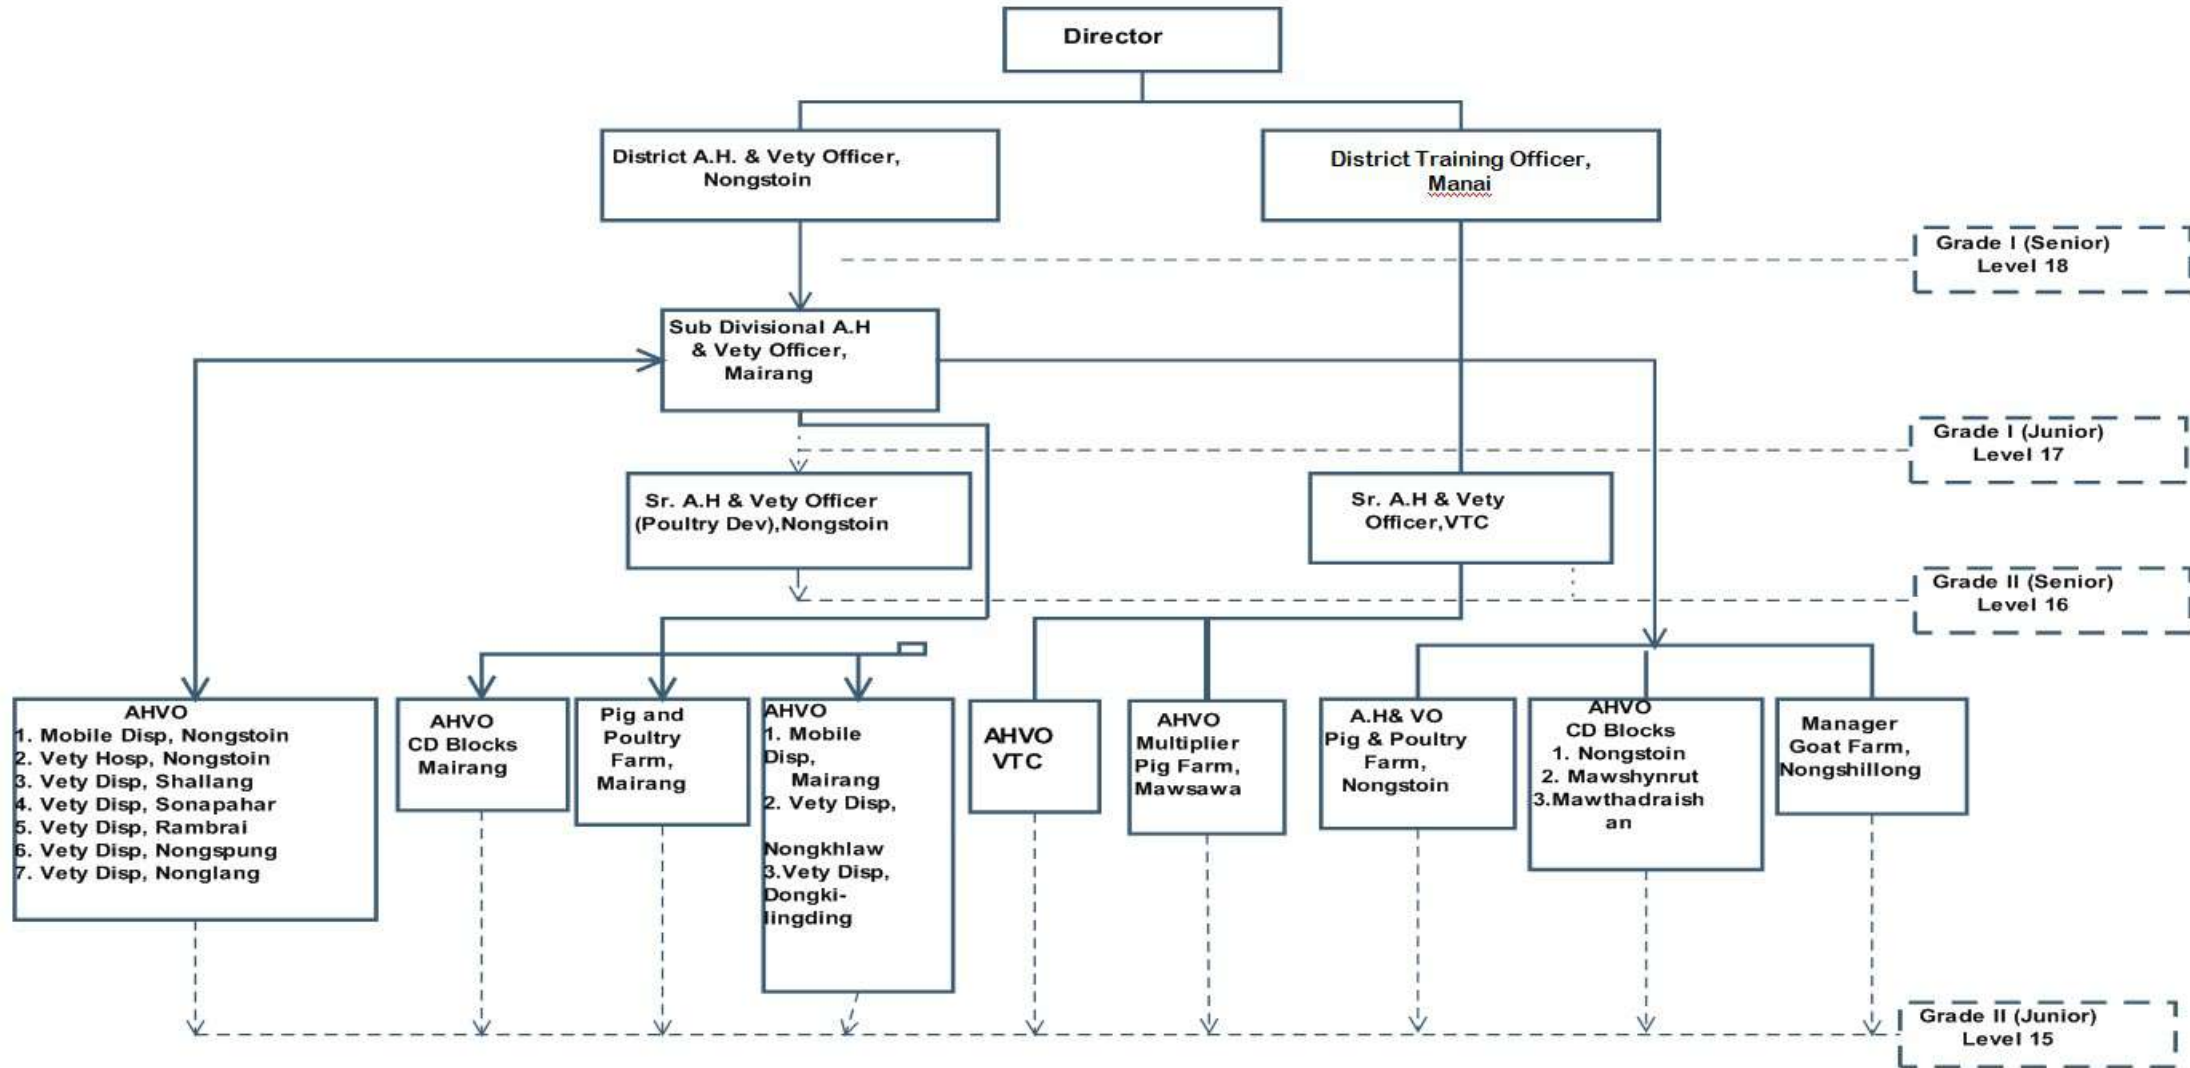 Director
District A.H. & Vety Officer,
Nongstoin
District Training Officer,
Manai
Grade I (Senior)
Level 18
Sub Divisional A.H
& Vety Officer,
Mairang
Grade I (Junior)
Level 17
Sr. A.H & Vety Officer
(Poultry Dev),Nongstoin
Sr. A.H & Vety
Officer,VTC
Grade II (Senior)
Level 16
AHVO
1. Mobile Disp, Nongstoin
2. Vety Hosp, Nongstoin
3. Vety Disp, Shallang
4. Vety Disp, Sonapahar
5. Vety Disp, Rambrai
6. Vety Disp, Nongspung
7. Vety Disp, Nonglang
AHVO
CD Blocks
Mairang
Pig and
Poultry
Farm,
Mairang
AHVO
1. Mobile
Disp,
Mairang
2. Vety Disp,
Nongkhlaw
3.Vety Disp,
Dongki-
lingding
AHVO
VTC
AHVO
Multiplier
Pig Farm,
Mawsawa
A.H& VO
Pig & Poultry
Farm,
Nongstoin
AHVO
CD Blocks
1. Nongstoin
2. Mawshynrut
3.Mawthadraish
an
Manager
Goat Farm,
Nongshillong
Grade II (Junior)
Level 15